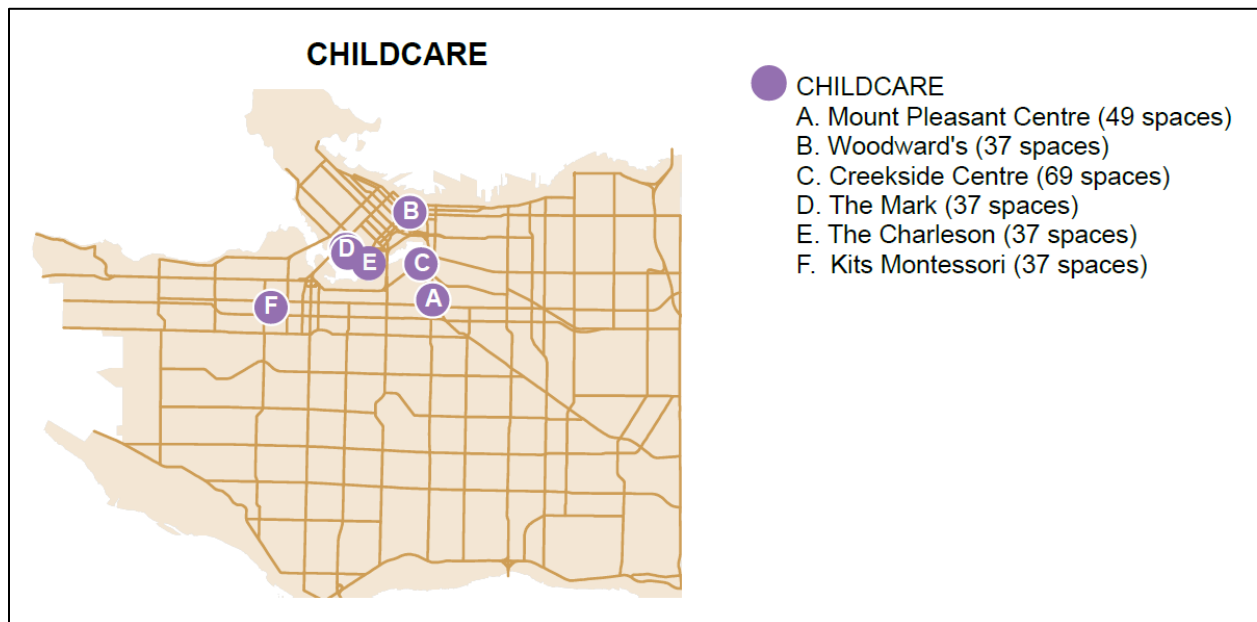 CHILDCARE
CHILDCARE
A. Mount Pleasant Centre (49 spaces)
B. Woodward's (37 spaces)
C. Creekside Centre (69 spaces)
D. The Mark (37 spaces)
E. The Charleson (37 spaces)
F. Kits Montessori (37 spaces)
B
D
E
C
A
F